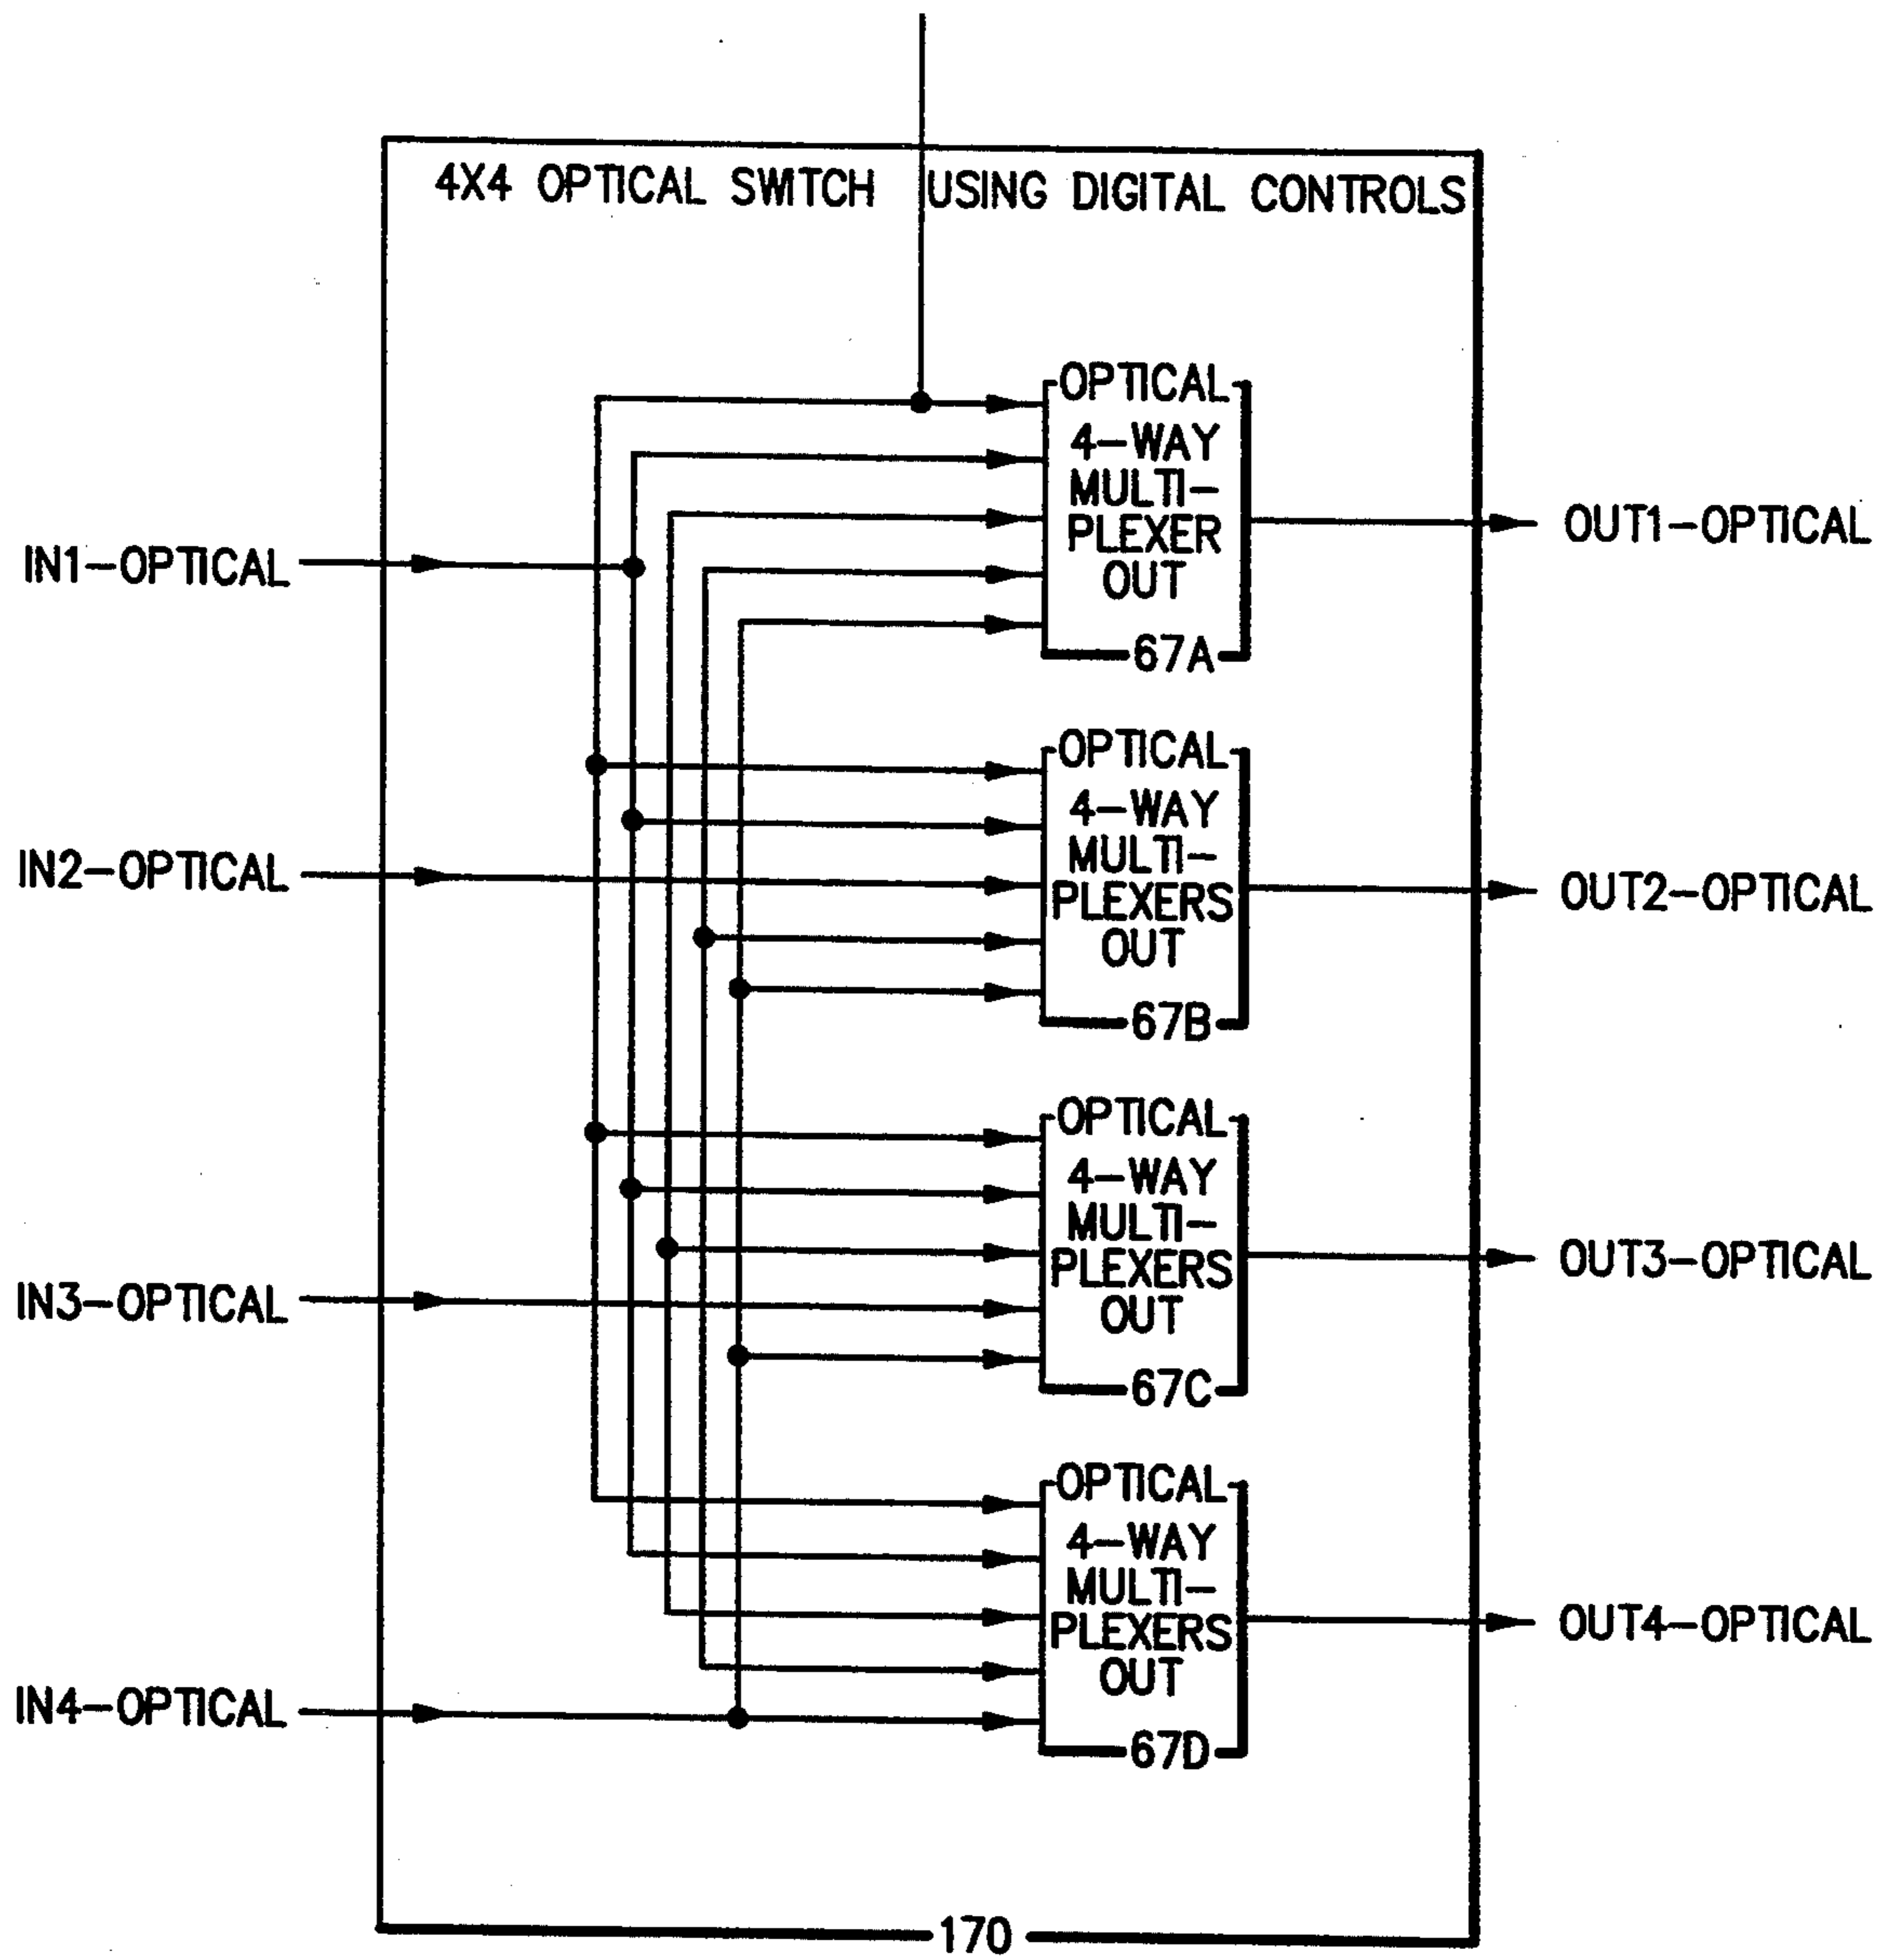 4X4 OPTICAL SWITCH USING DIGITAL CONTROLS
IN1-OPTICAL
IN2-OPTICAL
IN3-OPTICAL
IN4-OPTICAL
OPTICAL
4-WAY
MULTI-
PLEXER
OUT
67A
OPTICAL
4-WAY
MULTI-
PLEXERS
OUT
67B
OPTICAL
4-WAY
MULTI-
PLEXERS
OUT
67C
OPTICAL
4-WAY
MULTI-
PLEXERS
OUT
67D
OUT1-OPTICAL
OUT2-OPTICAL
OUT3-OPTICAL
OUT4-OPTICAL
170